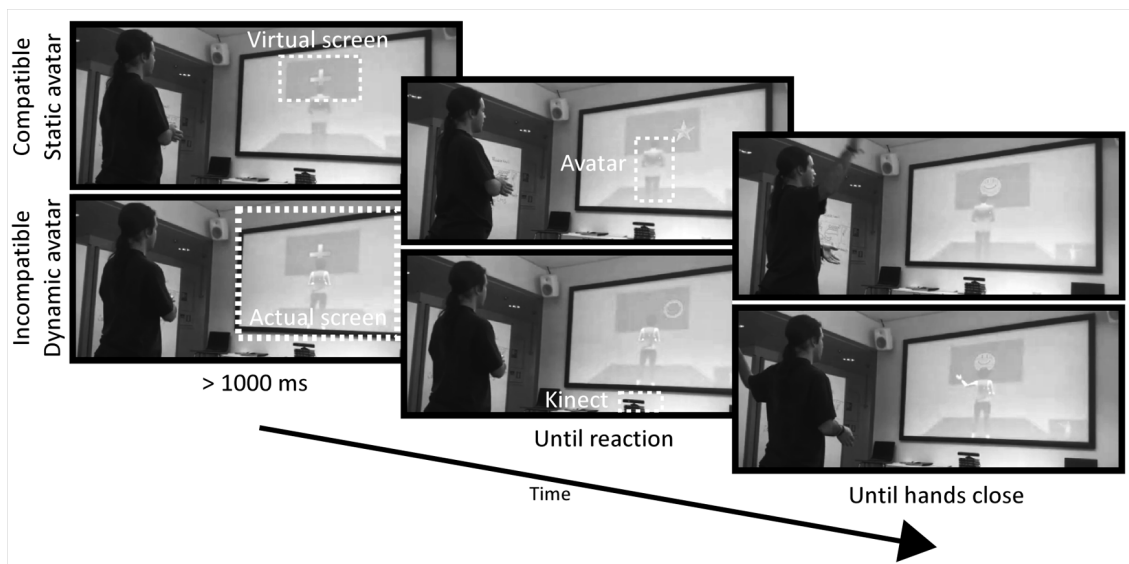 Compatible
Static avatar
Virtual screen
Avatar
Incompatible
Dynamic avatar
Actual screen
Kinect
> 1000 ms
Until reaction
Until hands close
Time